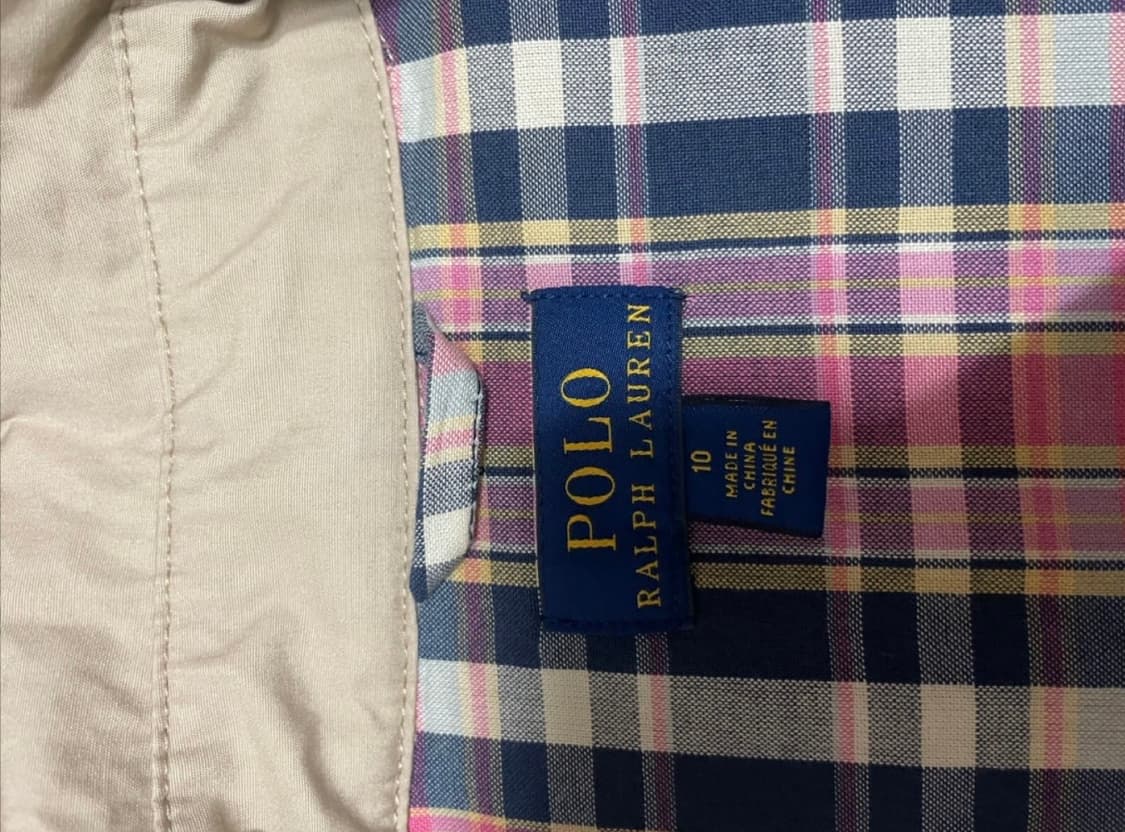 POLO
RALPH LAUREN
10
MADE IN
CHINA
FABRIQUÉ EN
CHINE